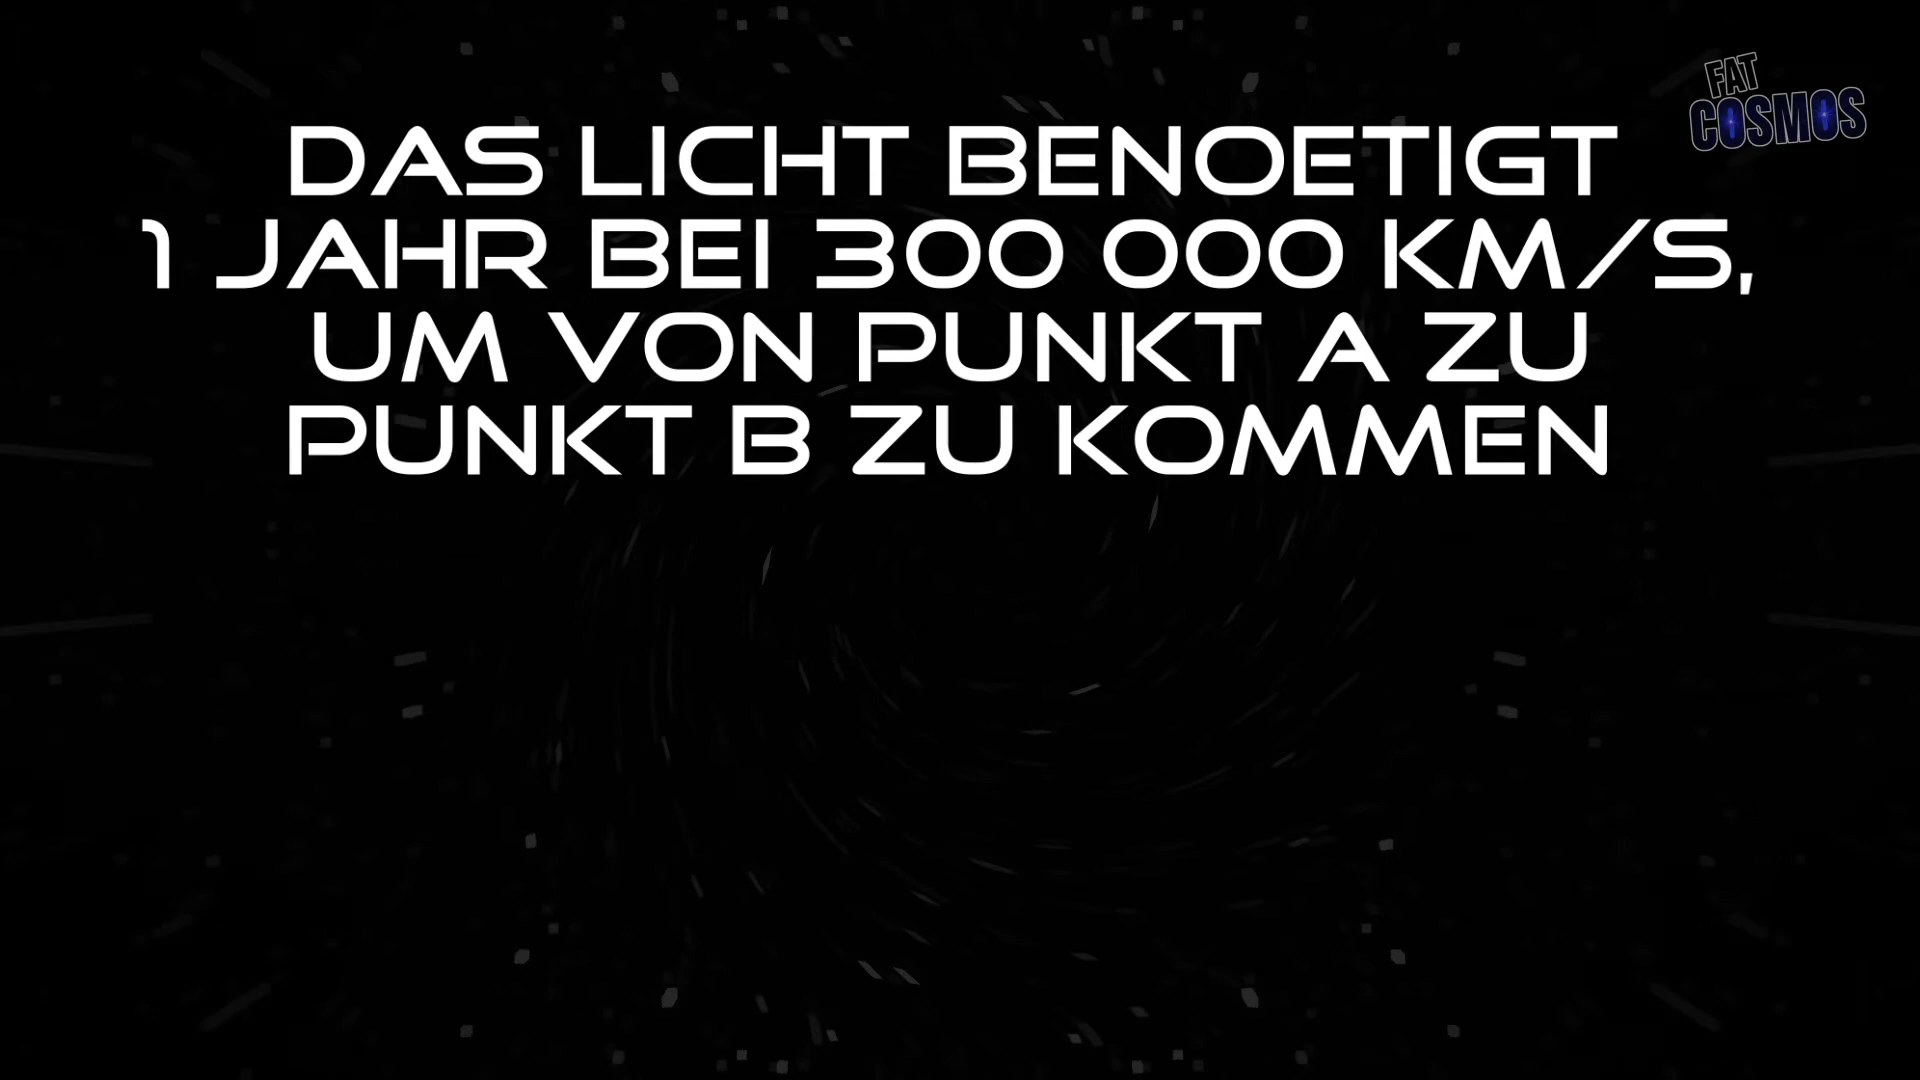 FAT
COSMOS
DAS LICHT BENOETIGT
1 JAHR BEI 300 000 KM/S,
UM VON PUNKT A ZU
PUNKT B ZU KOMMEN